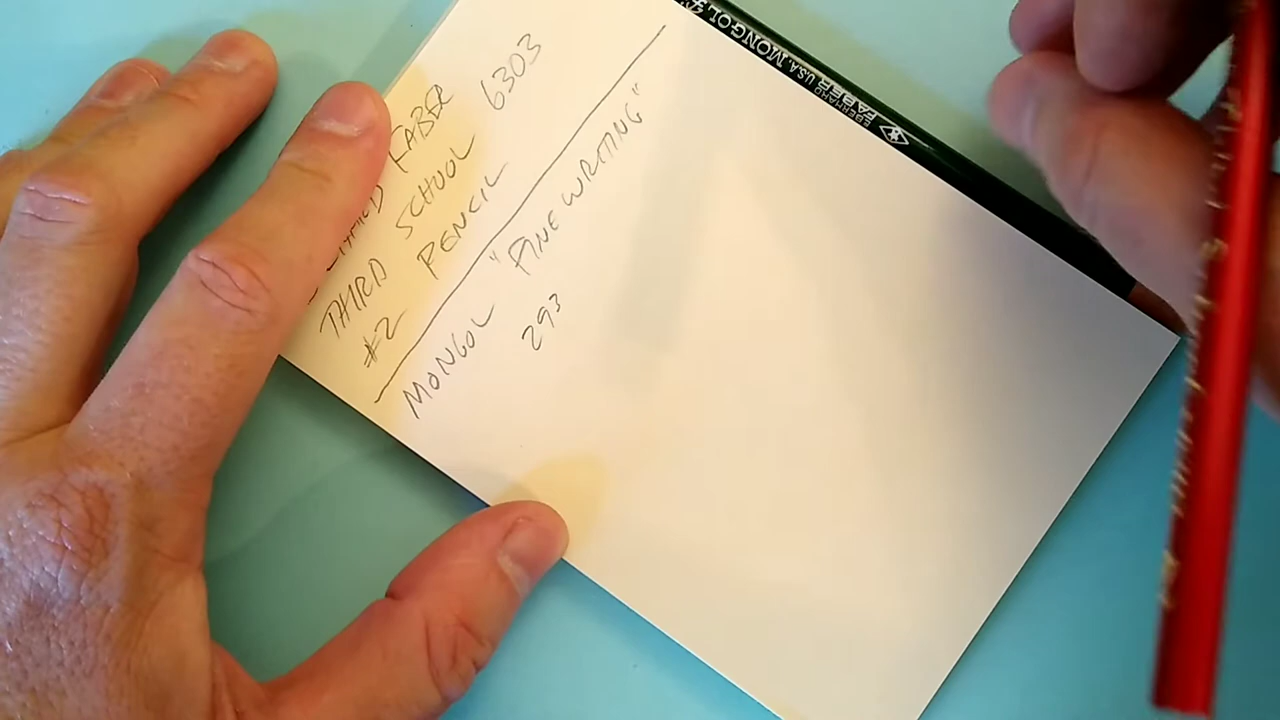 FABER
THIRD SCHOOL 6303
#2 PENCIL
MONGOL "FINE WRITING"
293
EBERHARD
FABER U.S.A. MONGOL